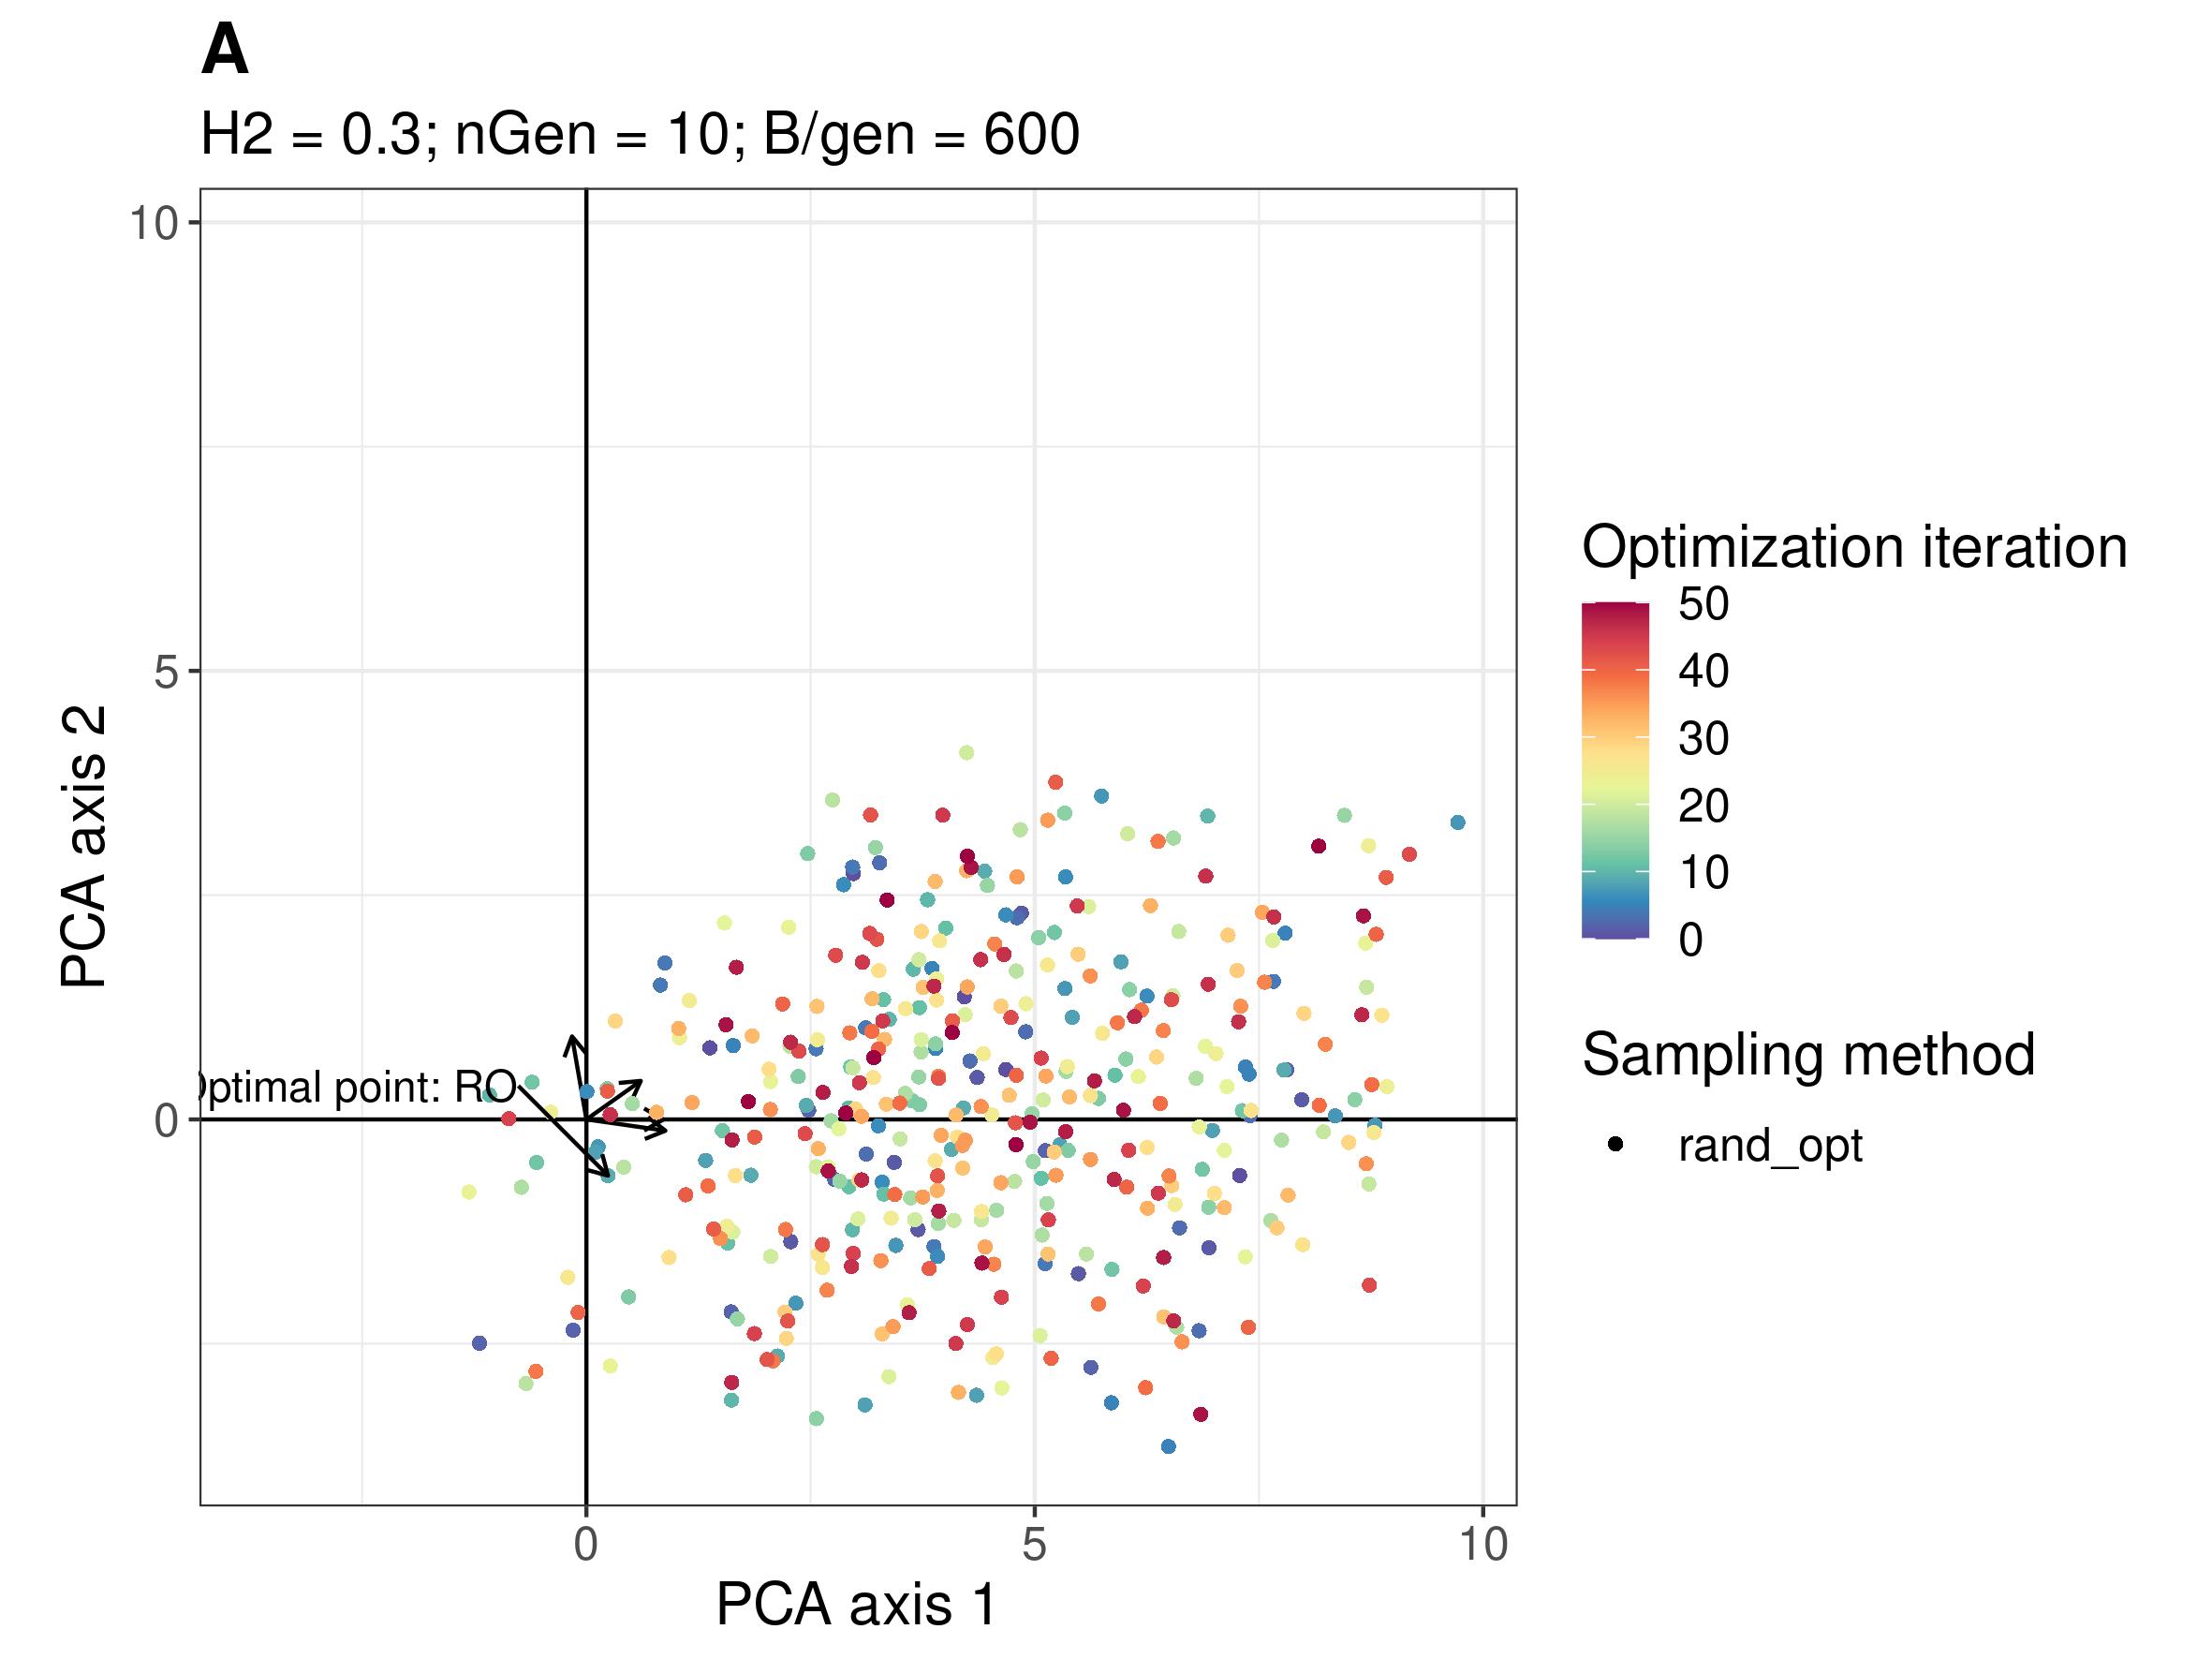 A
H2 = 0.3; nGen = 10; B/gen = 600
10
5
0
0
5
10
PCA axis 2
PCA axis 1
ptimal point: RO
Optimization iteration
50
40
30
20
10
0
Sampling method
rand_opt